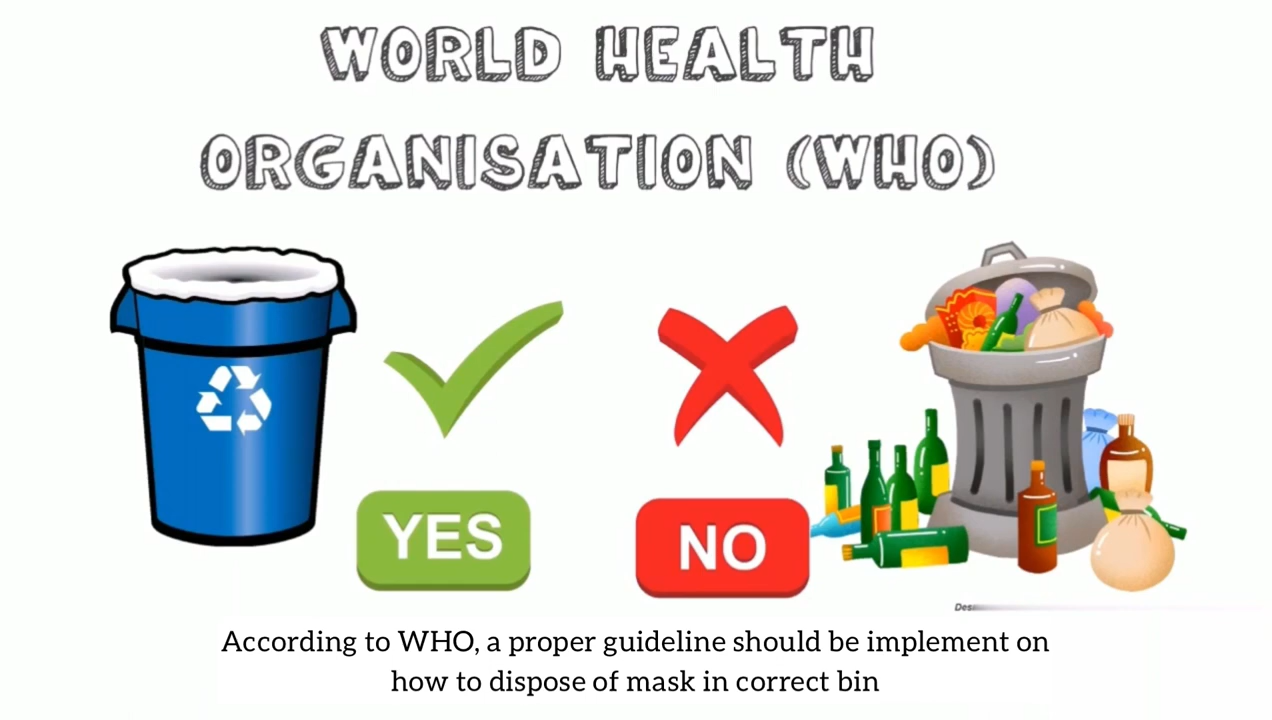 WORLD HEALTH
ORGANISATION (WHO)
YES
NO
According to WHO, a proper guideline should be implement on
how to dispose of mask in correct bin